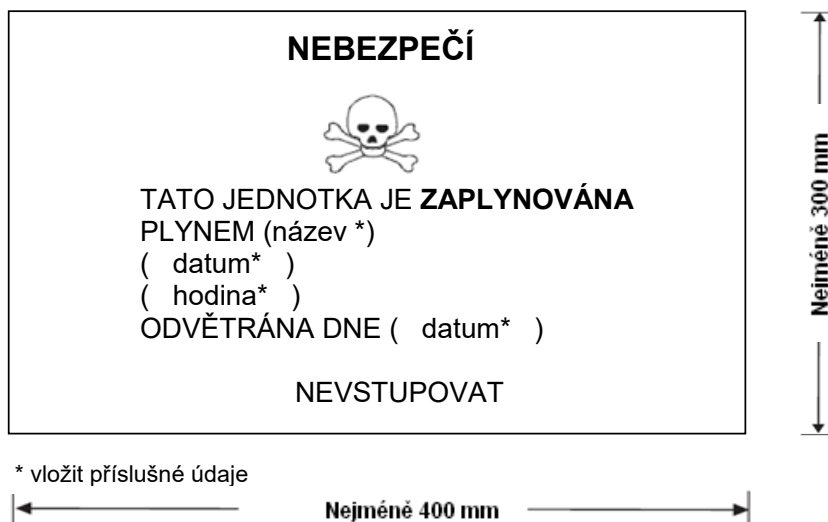 NEBEZPEČÍ
TATO JEDNOTKA JE ZAPLYNOVÁNA
PLYNEM (název *)
( datum* )
( hodina* )
ODVĚTRÁNA DNE ( datum* )
NEVSTUPOVAT
Nejméně 300 mm
* vložit příslušné údaje
Nejméně 400 mm